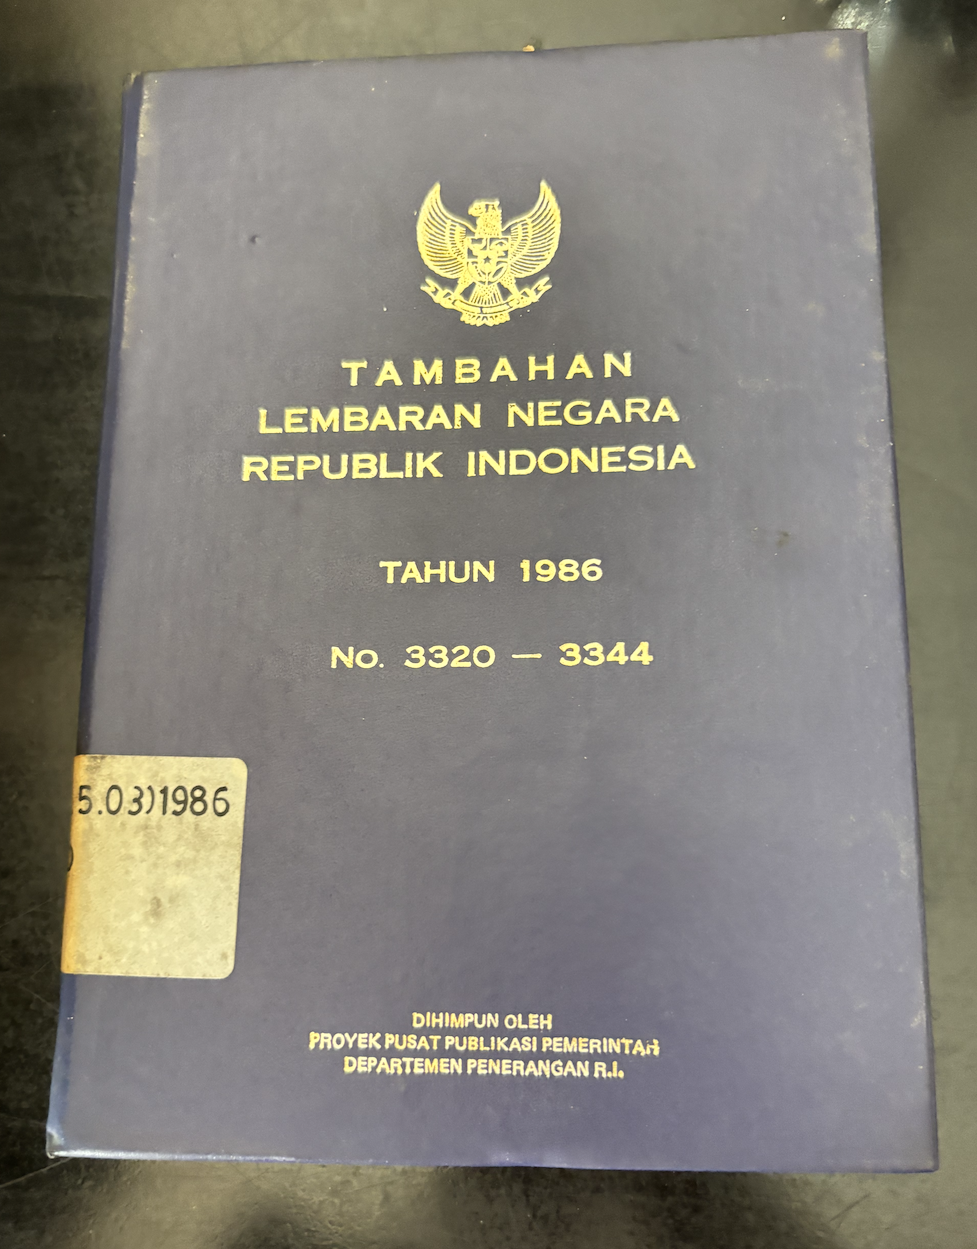 TAMBAHAN
LEMBARAN NEGARA
REPUBLIK INDONESIA
TAHUN 1986
No. 3320 — 3344
5.03)1986
DIHIMPUN OLEH
PROYEK PUSAT PUBLIKASI PEMERINTAH
DEPARTEMEN PENERANGAN R.I.